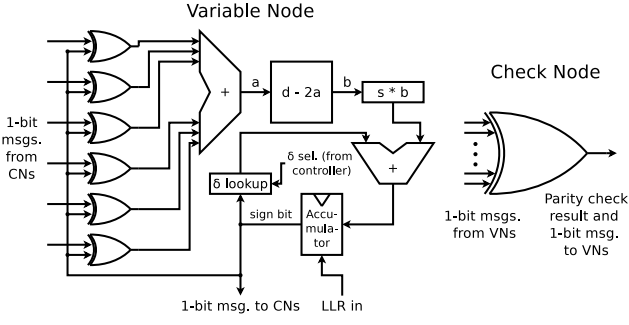 Variable Node
1-bit
msgs.
from
CNs
+
a
d - 2a
b
s * b
+
δ sel. (from
controller)
δ lookup
sign bit
Accu-
mula-
tor
1-bit msg. to CNs
LLR in
Check Node
1-bit msgs.
from VNs
Parity check
result and
1-bit msg.
to VNs